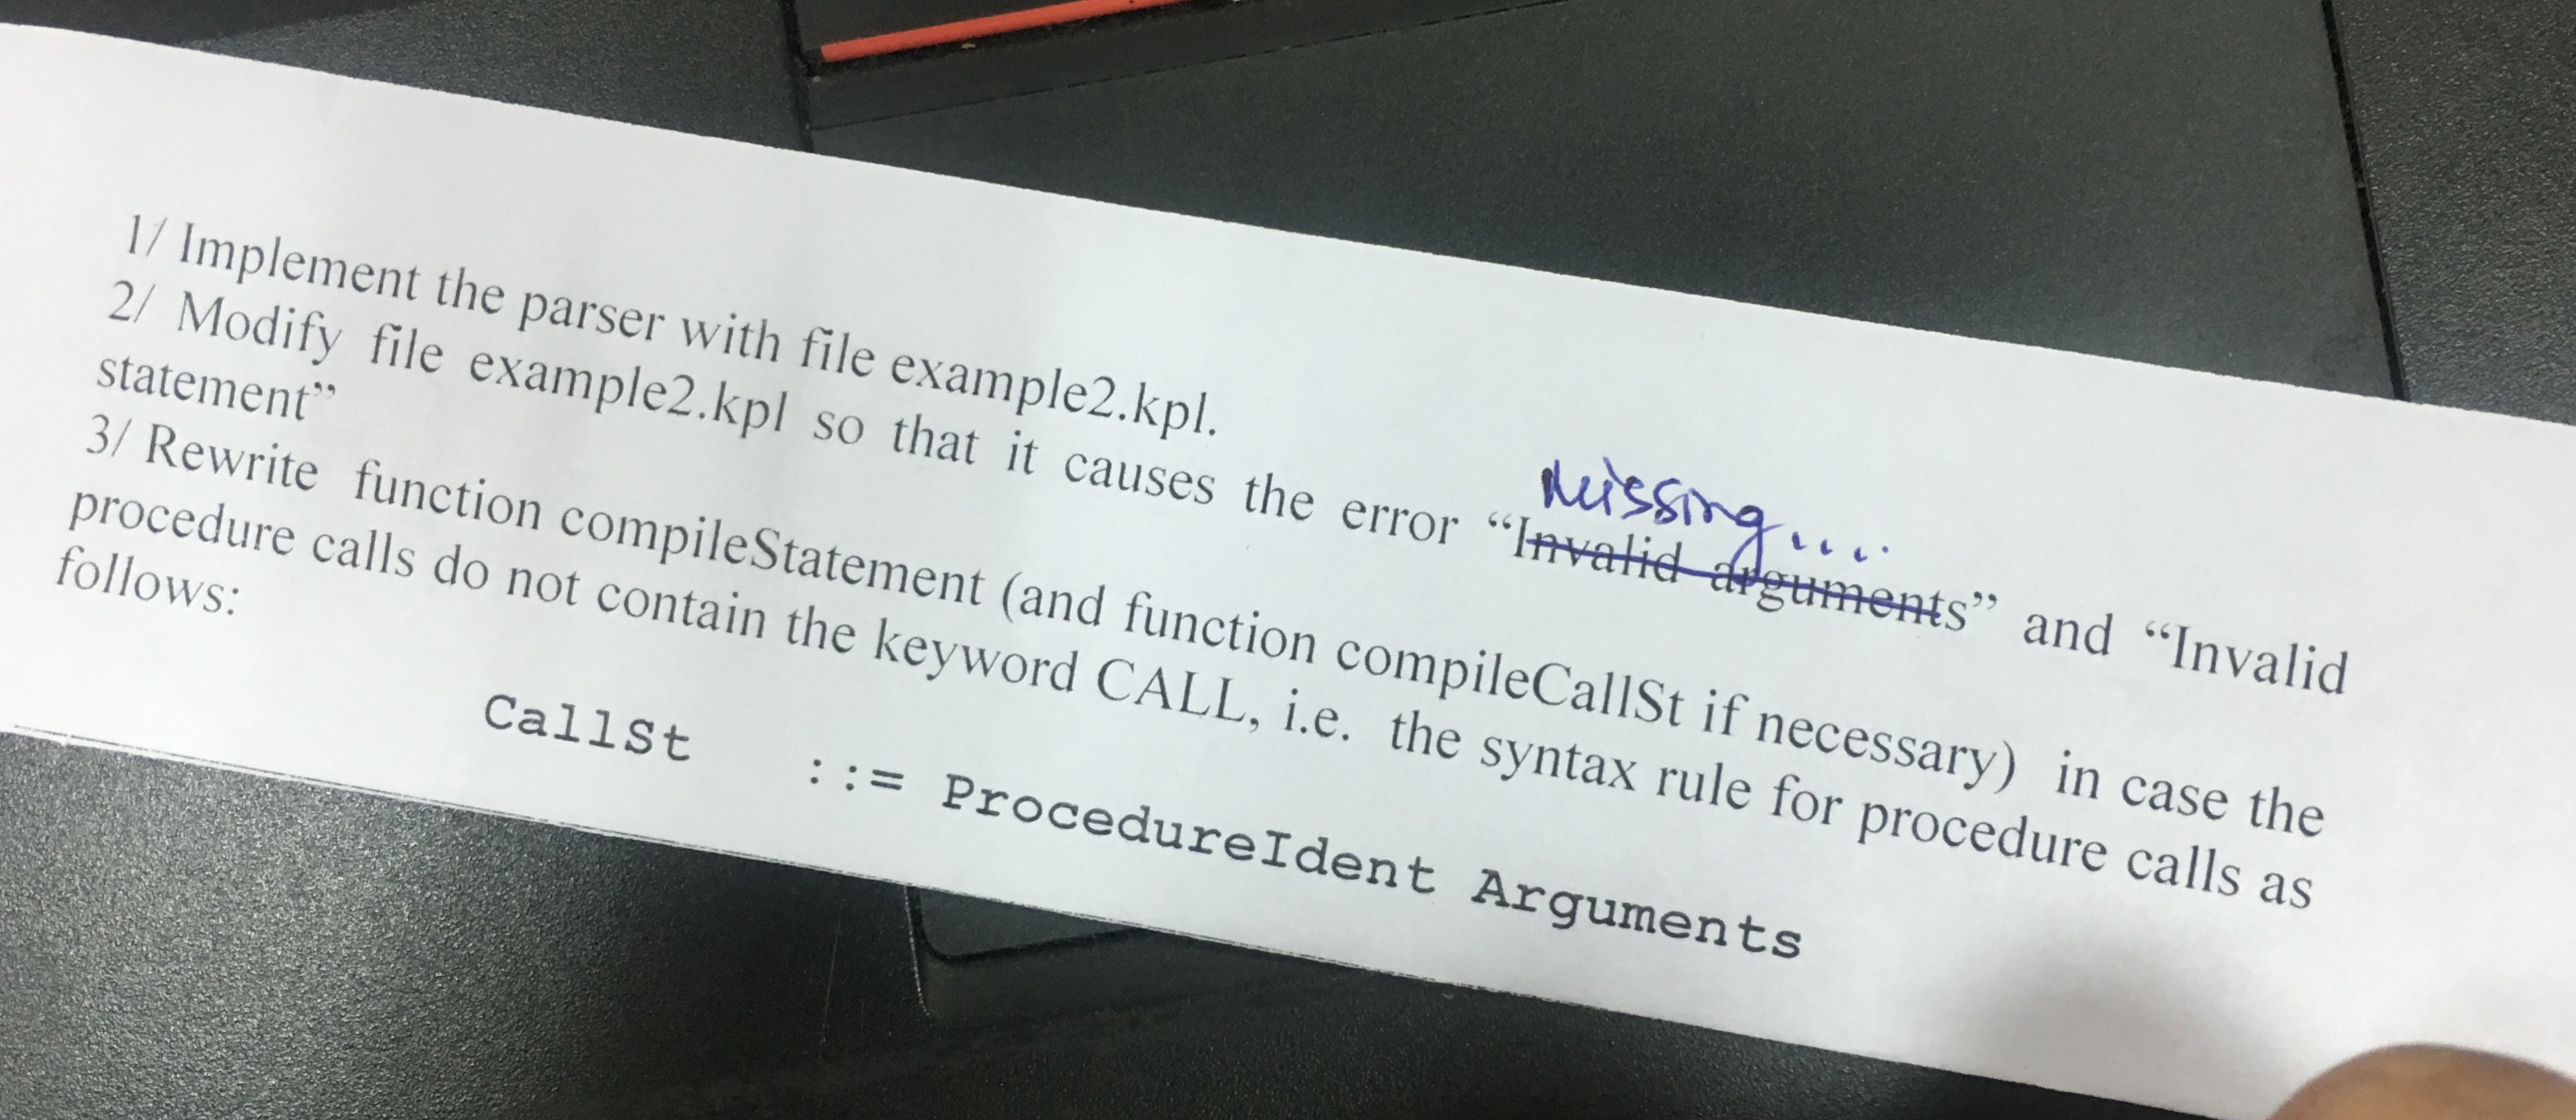 1/ Implement the parser with file example2.kpl.
Missing....
2/ Modify file example2.kpl so that it causes the error “Invalid arguments” and “Invalid
statement”
3/ Rewrite function compileStatement (and function compileCallSt if necessary) in case the
procedure calls do not contain the keyword CALL, i.e. the syntax rule for procedure calls as
follows:
CallSt ::= ProcedureIdent Arguments